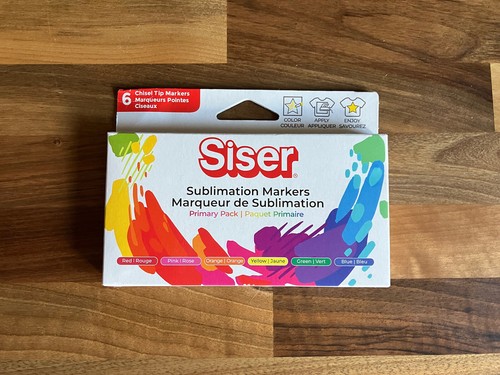 6 Chisel Tip Markers
Marqueurs Pointes
Ciseaux
COLOR
COULEUR
APPLY
APPLIQUER
ENJOY
SAVOUREZ
Siser®
Sublimation Markers
Marqueur de Sublimation
Primary Pack | Paquet Primaire
Red | Rouge
Pink | Rose
Orange | Orange
Yellow | Jaune
Green | Vert
Blue | Bleu